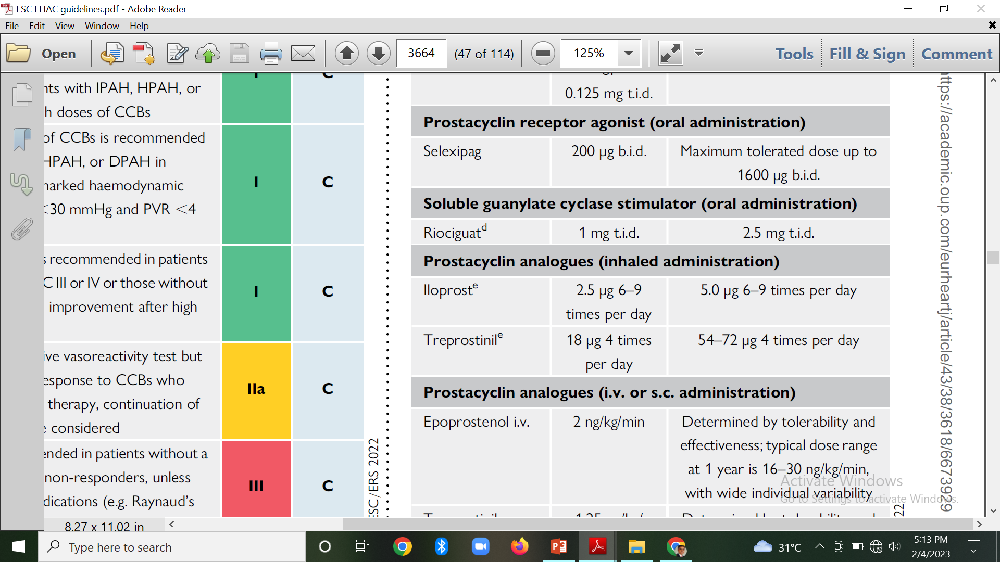 ESC EHAC guidelines.pdf - Adobe Reader
File Edit View Window Help
Open
3664 (47 of 114)
125%
Tools Fill & Sign Comment
nts with IPAH, HPAH, or
h doses of CCBs
C
of CCBs is recommended
HPAH, or DPAH in
marked haemodynamic
<30 mmHg and PVR <4
I C
s recommended in patients
C III or IV or those without
improvement after high
I C
ive vasoreactivity test but
esponse to CCBs who
therapy, continuation of
e considered
IIa C
ended in patients without a
non-responders, unless
dications (e.g. Raynaud's
III C
ESC/ERS 2022
or
0.125 mg t.i.d.
Prostacyclin receptor agonist (oral administration)
Selexipag 200 µg b.i.d. Maximum tolerated dose up to
1600 µg b.i.d.
Soluble guanylate cyclase stimulator (oral administration)
Riociguatd 1 mg t.i.d. 2.5 mg t.i.d.
Prostacyclin analogues (inhaled administration)
Iloproste 2.5 µg 6–9 5.0 µg 6–9 times per day
times per day
Treprostinile 18 µg 4 times 54–72 µg 4 times per day
per day
Prostacyclin analogues (i.v. or s.c. administration)
Epoprostenol i.v. 2 ng/kg/min Determined by tolerability and
effectiveness; typical dose range
at 1 year is 16–30 ng/kg/min,
with wide individual variability
22
https://academic.oup.com/eurheartj/article/43/38/3618/6673929
Activate Windows
Go to Settings to activate Windows.
8.27 x 11.02 in
Type here to search
31°C
5:13 PM
2/4/2023